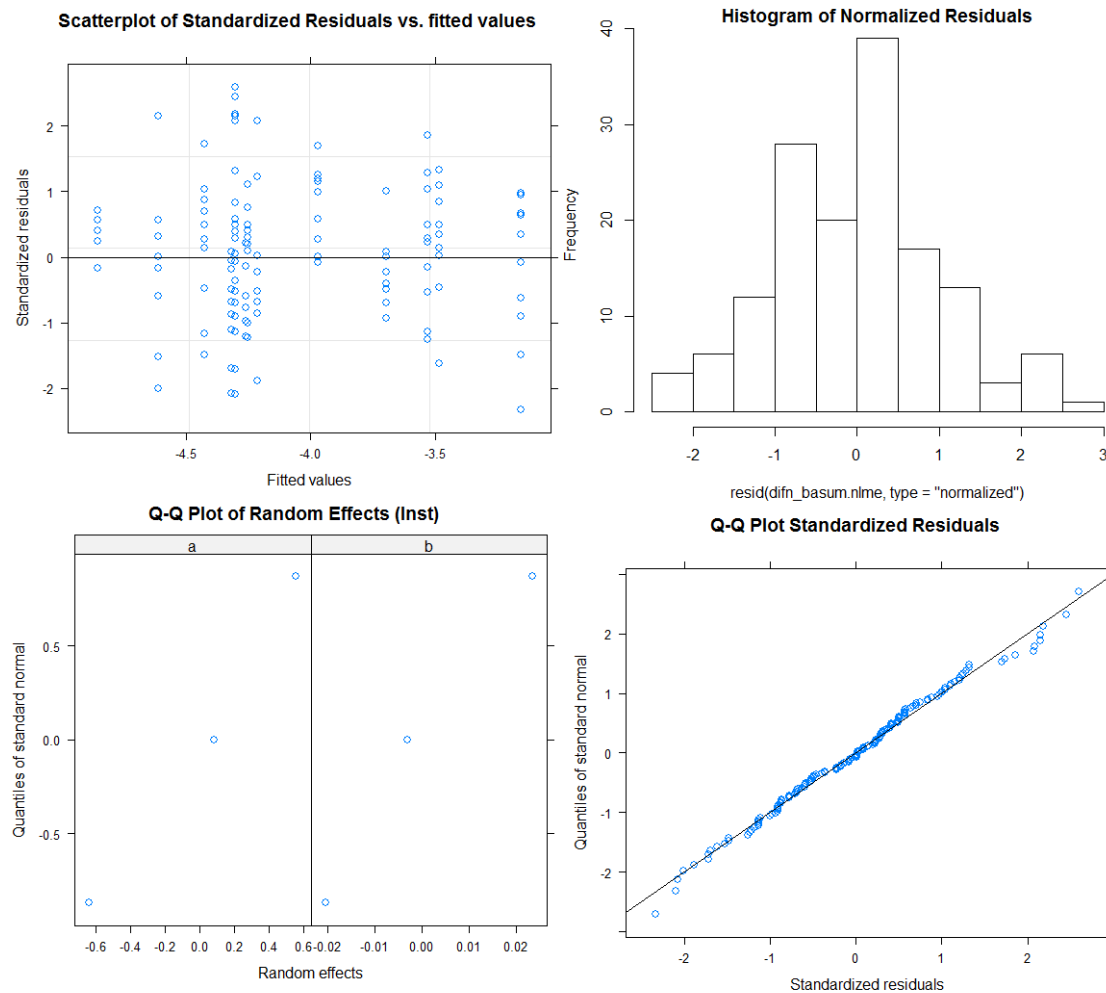 Scatterplot of Standardized Residuals vs. fitted values
Standardized residuals
2
1
0
-1
-2
-4.5 -4.0 -3.5
Fitted values
Histogram of Normalized Residuals
Frequency
40
30
20
10
0
-2 -1 0 1 2 3
resid(difn_basum.nlme, type = "normalized")
Q-Q Plot of Random Effects (Inst)
a b
Quantiles of standard normal
0.5
0.0
-0.5
-0.6 -0.4 -0.2 0.0 0.2 0.4 0.6 -0.02 -0.01 0.00 0.01 0.02
Random effects
Q-Q Plot Standardized Residuals
Quantiles of standard normal
2
1
0
-1
-2
-2 -1 0 1 2
Standardized residuals